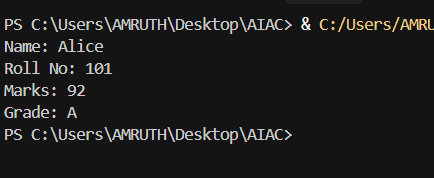 PS C:\Users\AMRUTH\Desktop\AIAC> & C:/Users/AMRU
Name: Alice
Roll No: 101
Marks: 92
Grade: A
PS C:\Users\AMRUTH\Desktop\AIAC>